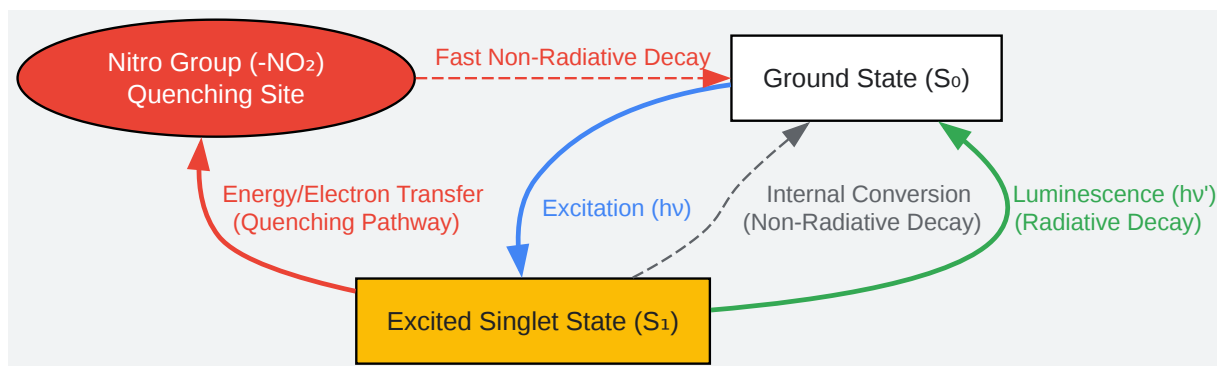 Nitro Group (-NO₂)
Quenching Site
Fast Non-Radiative Decay
Ground State (S₀)
Energy/Electron Transfer
(Quenching Pathway)
Excitation (hν)
Internal Conversion
(Non-Radiative Decay)
Luminescence (hν')
(Radiative Decay)
Excited Singlet State (S₁)